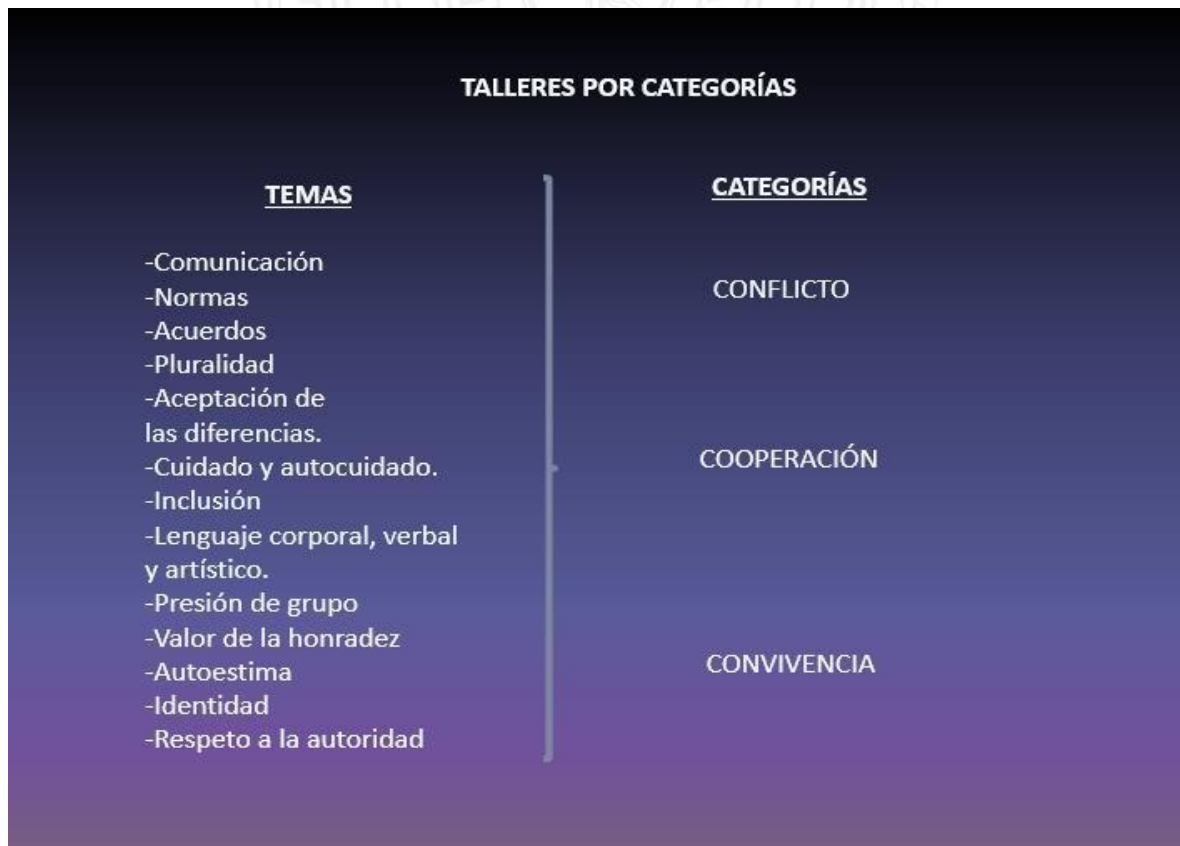 TALLERES POR CATEGORÍAS
TEMAS
-Comunicación
-Normas
-Acuerdos
-Pluralidad
-Aceptación de
las diferencias.
-Cuidado y autocuidado.
-Inclusión
-Lenguaje corporal, verbal
y artístico.
-Presión de grupo
-Valor de la honradez
-Autoestima
-Identidad
-Respeto a la autoridad
CATEGORÍAS
CONFLICTO
COOPERACIÓN
CONVIVENCIA